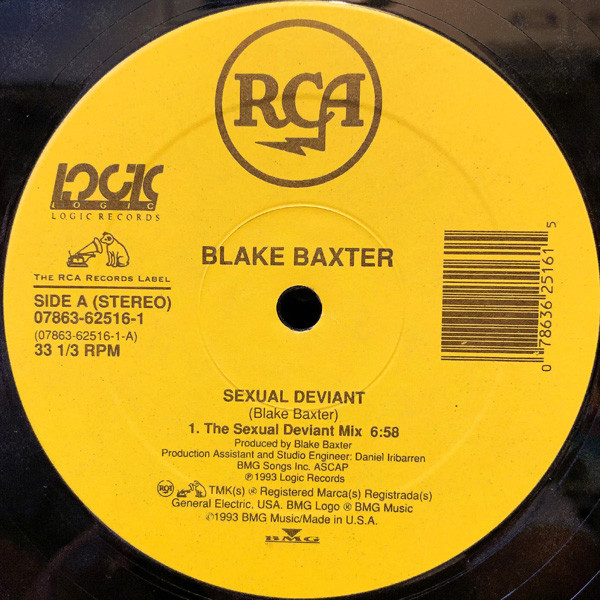 RCA
LOGIC
LOGIC
LOGIC RECORDS
THE RCA RECORDS LABEL
SIDE A (STEREO)
07863-62516-1
(07863-62516-1-A)
33 1/3 RPM
BLAKE BAXTER
0 78636 25161 5
SEXUAL DEVIANT
(Blake Baxter)
1. The Sexual Deviant Mix 6:58
Produced by Blake Baxter
Production Assistant and Studio Engineer: Daniel Iribarren
BMG Songs Inc. ASCAP
℗1993 Logic Records
RCA TMK(s) ® Registered Marca(s) Registrada(s)
General Electric, USA. BMG Logo ® BMG Music
©1993 BMG Music/Made in U.S.A.
BMG